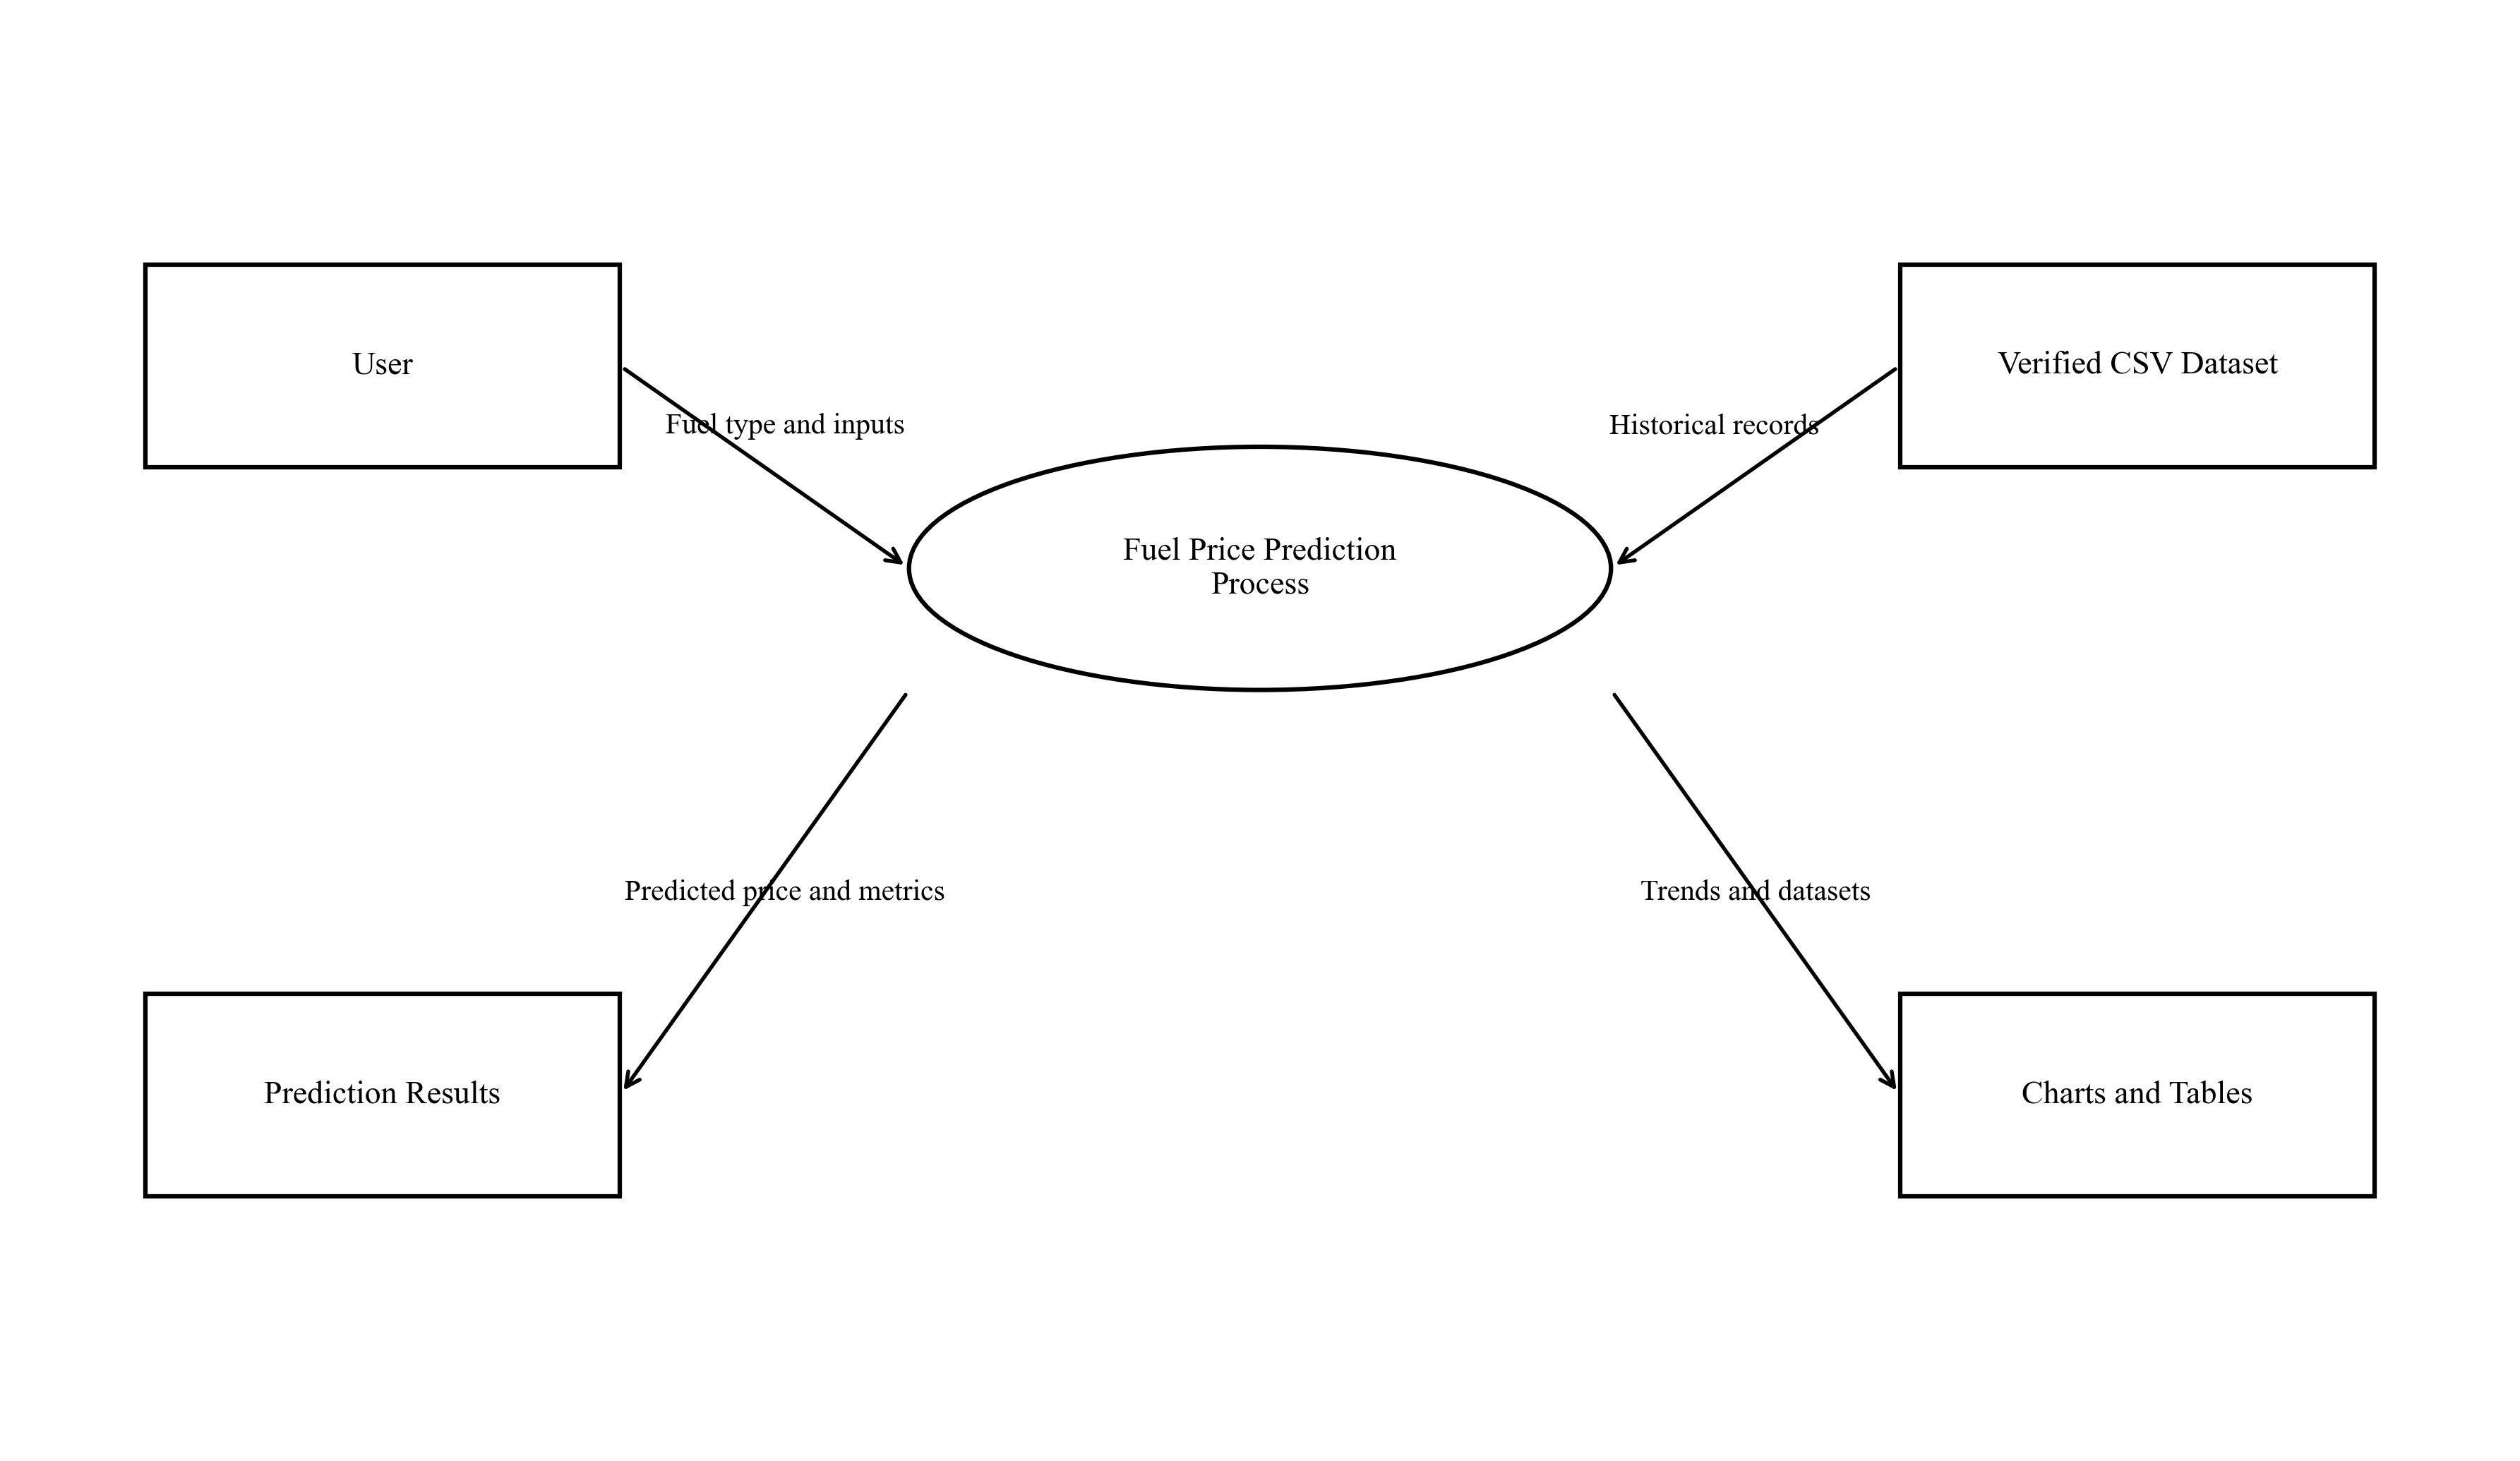 User
Verified CSV Dataset
Fuel type and inputs
Historical records
Fuel Price Prediction
Process
Predicted price and metrics
Trends and datasets
Prediction Results
Charts and Tables